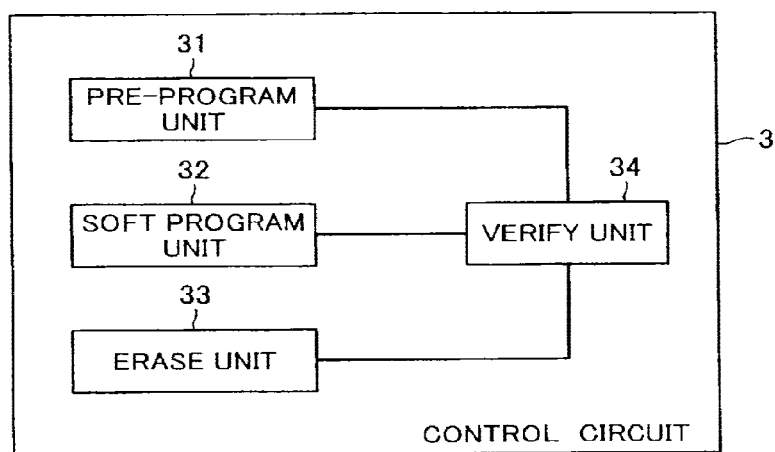 31
PRE-PROGRAM
UNIT
3
32
34
SOFT PROGRAM
UNIT
VERIFY UNIT
33
ERASE UNIT
CONTROL CIRCUIT